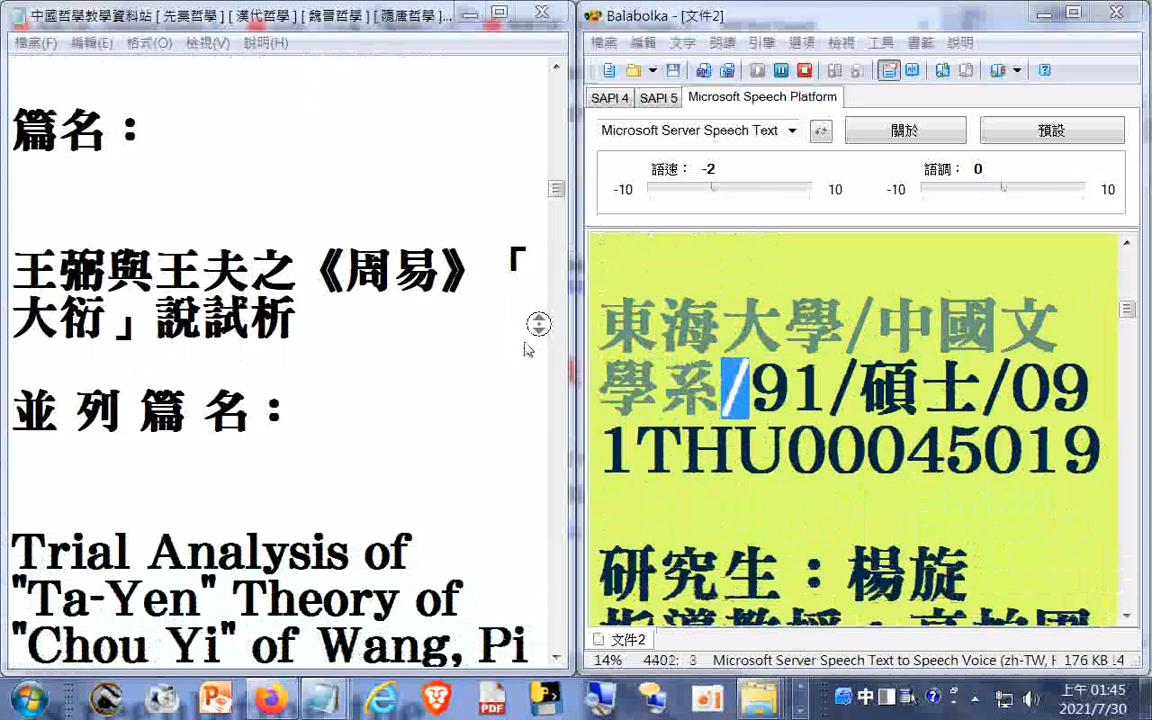 中國哲學教學資料站 [ 先秦哲學 ] [ 漢代哲學 ] [ 魏晉哲學 ] [ 隋唐哲學 ]...
檔案(F) 編輯(E) 格式(O) 檢視(V) 說明(H)
篇名：
王弼與王夫之《周易》「
大衍」說試析
並 列 篇 名：
Trial Analysis of
"Ta-Yen" Theory of
"Chou Yi" of Wang, Pi
Balabolka - [文件2]
檔案 編輯 文字 朗讀 引擎 選項 檢視 工具 書籤 說明
SAPI 4 SAPI 5 Microsoft Speech Platform
Microsoft Server Speech Text 關於 預設
語速： -2 語調： 0
-10 10 -10 10
東海大學/中國文
學系/91/碩士/09
1THU00045019
研究生：楊旋
指導教授：
文件2
14% 4402: 3 Microsoft Server Speech Text to Speech Voice (zh-TW, 176 KB
中
上午 01:45
2021/7/30